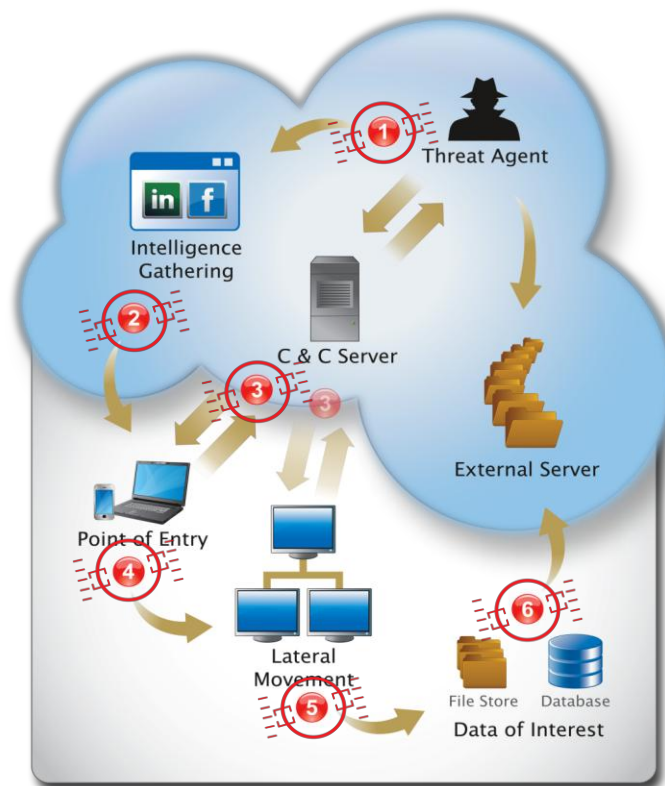 1
Threat Agent
in f
Intelligence
Gathering
2
C & C Server
3
3
External Server
Point of Entry
4
6
Lateral
Movement
File Store
Database
5
Data of Interest